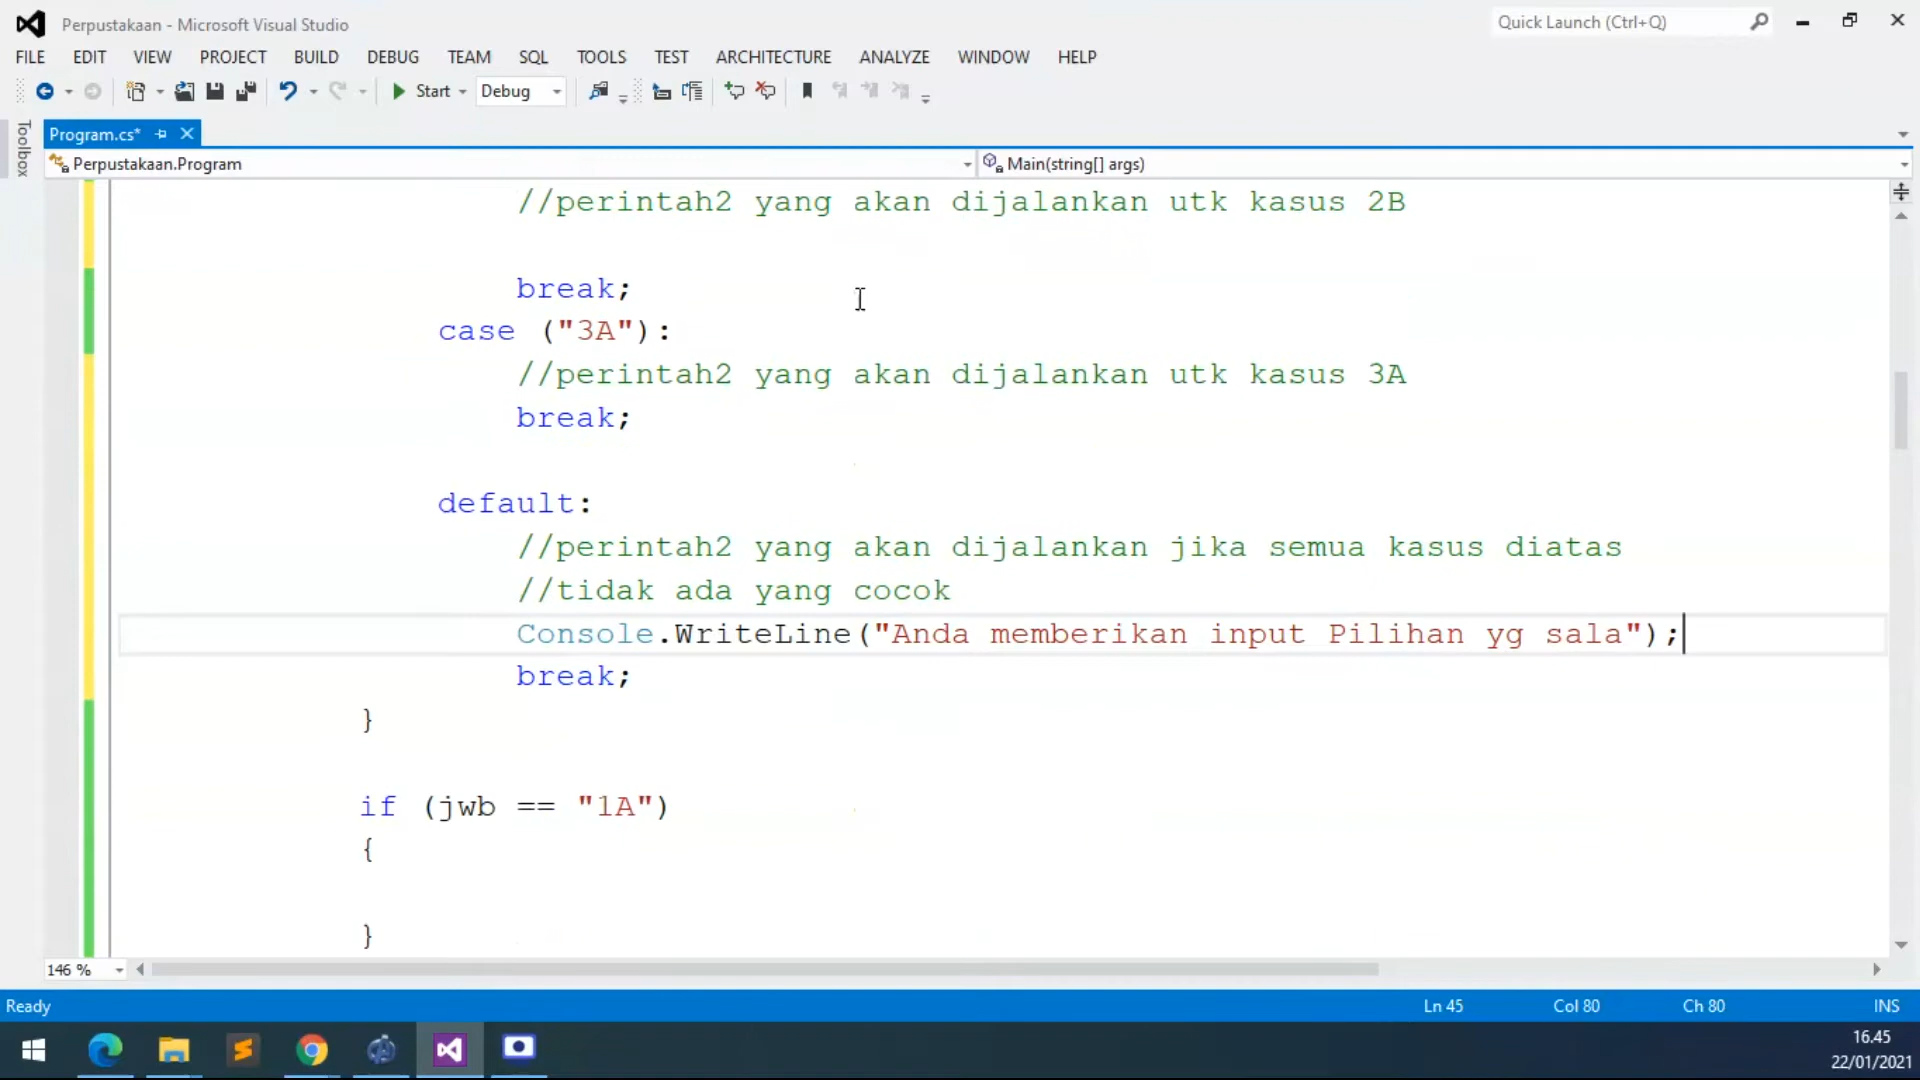 Perpustakaan - Microsoft Visual Studio
Quick Launch (Ctrl+Q)
FILE EDIT VIEW PROJECT BUILD DEBUG TEAM SQL TOOLS TEST ARCHITECTURE ANALYZE WINDOW HELP
Start Debug
Toolbox
Program.cs*
Perpustakaan.Program
Main(string[] args)
//perintah2 yang akan dijalankan utk kasus 2B
break;
case ("3A"):
//perintah2 yang akan dijalankan utk kasus 3A
break;
default:
//perintah2 yang akan dijalankan jika semua kasus diatas
//tidak ada yang cocok
Console.WriteLine("Anda memberikan input Pilihan yg sala");
break;
}
if (jwb == "1A")
{
}
146 %
Ready
Ln 45 Col 80 Ch 80 INS
16.45
22/01/2021